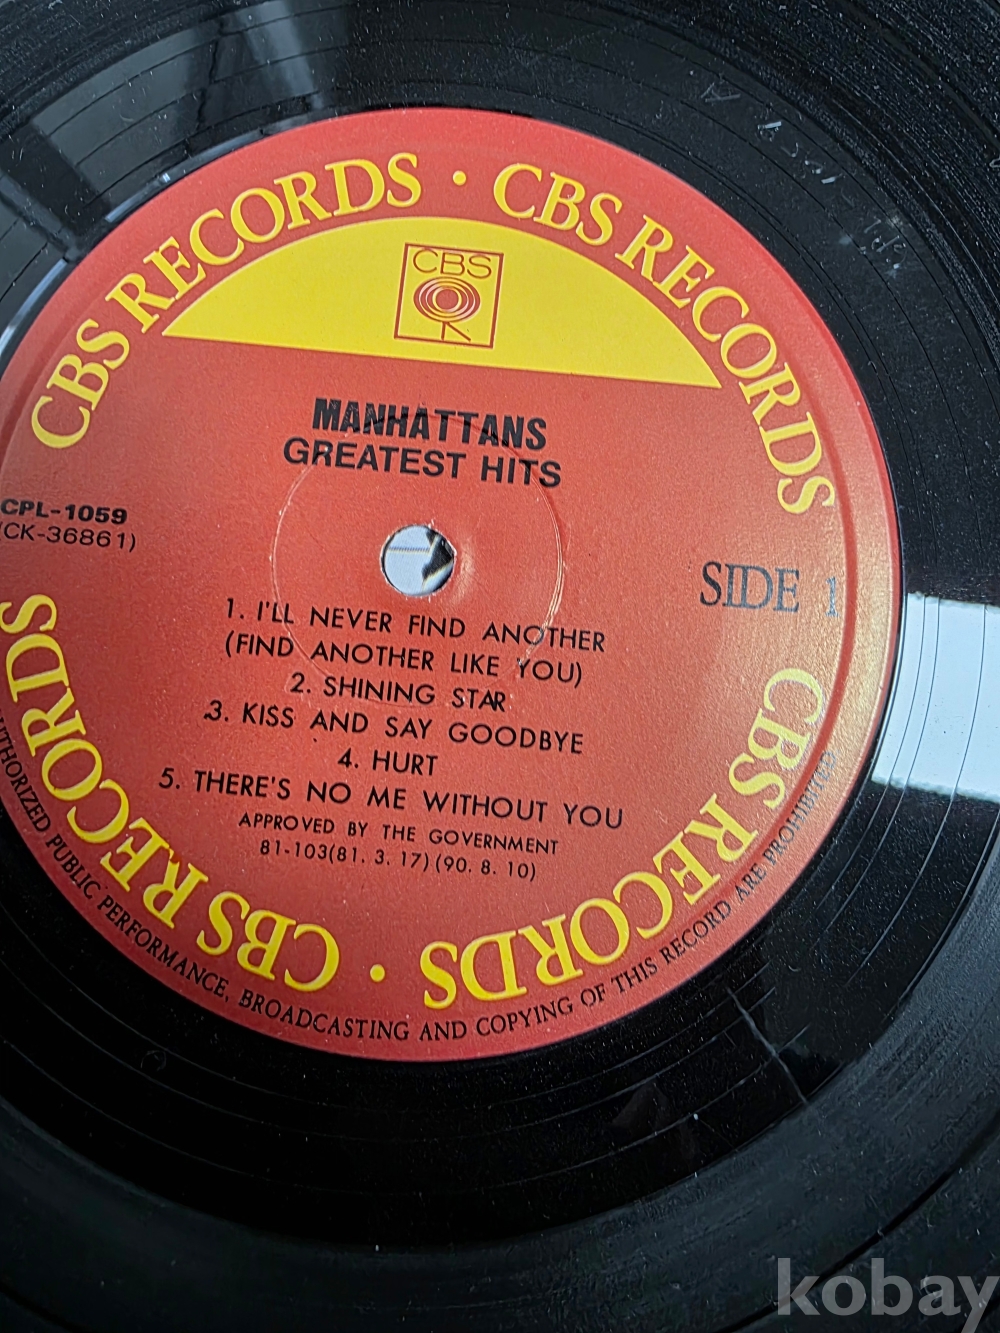 CBS RECORDS · CBS RECORDS
CBS
MANHATTANS
GREATEST HITS
CPL-1059
(CK-36861)
SIDE 1
1. I'LL NEVER FIND ANOTHER
(FIND ANOTHER LIKE YOU)
2. SHINING STAR
3. KISS AND SAY GOODBYE
4. HURT
5. THERE'S NO ME WITHOUT YOU
APPROVED BY THE GOVERNMENT
81-103(81. 3. 17) (90. 8. 10)
CBS RECORDS · CBS RECORDS
PUBLIC PERFORMANCE, BROADCASTING AND COPYING OF THIS RECORD ARE PROHIBITED
kobay